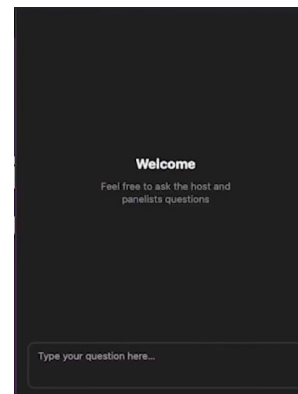 Welcome
Feel free to ask the host and
panelists questions
Type your question here...